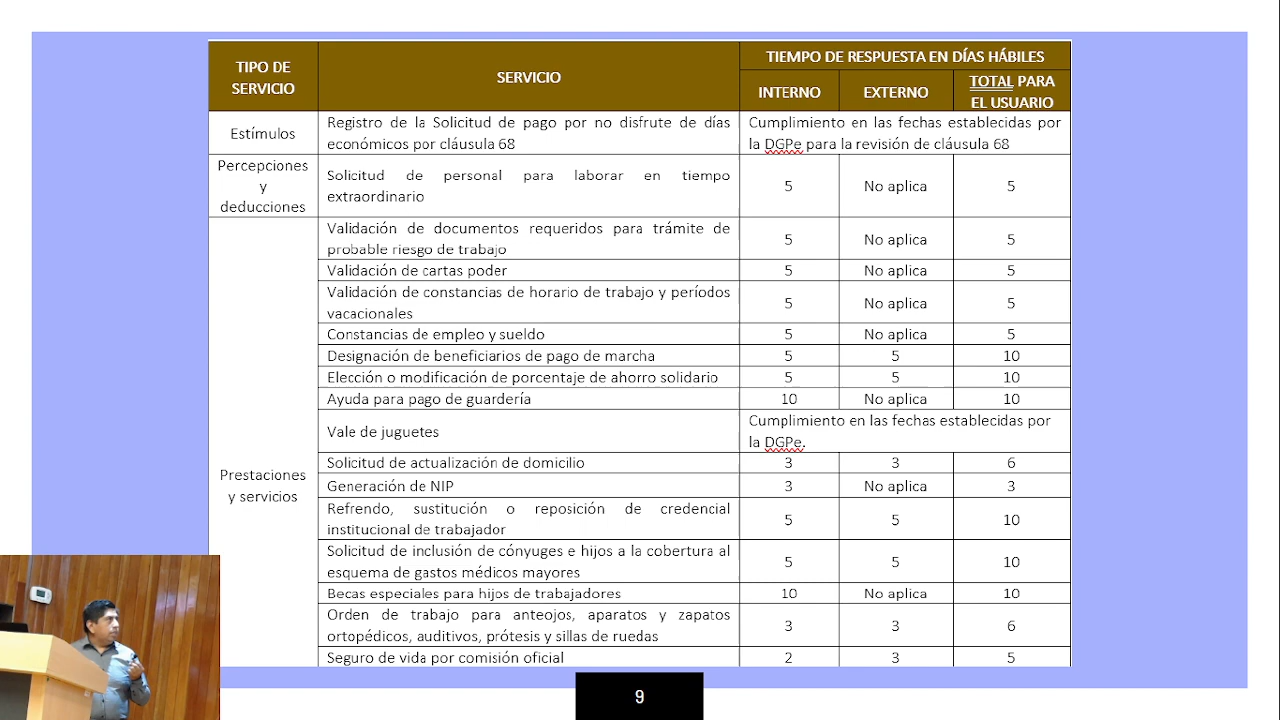 TIPO DE
SERVICIO
SERVICIO
TIEMPO DE RESPUESTA EN DÍAS HÁBILES
INTERNO
EXTERNO
TOTAL PARA
EL USUARIO
Estímulos
Registro de la Solicitud de pago por no disfrute de días
económicos por cláusula 68
Cumplimiento en las fechas establecidas por
la DGPe para la revisión de cláusula 68
Percepciones
y
deducciones
Solicitud de personal para laborar en tiempo
extraordinario
5
No aplica
5
Prestaciones
y servicios
Validación de documentos requeridos para trámite de
probable riesgo de trabajo
5
No aplica
5
Validación de cartas poder
5
No aplica
5
Validación de constancias de horario de trabajo y períodos
vacacionales
5
No aplica
5
Constancias de empleo y sueldo
5
No aplica
5
Designación de beneficiarios de pago de marcha
5
5
10
Elección o modificación de porcentaje de ahorro solidario
5
5
10
Ayuda para pago de guardería
10
No aplica
10
Vale de juguetes
Cumplimiento en las fechas establecidas por
la DGPe.
Solicitud de actualización de domicilio
3
3
6
Generación de NIP
3
No aplica
3
Refrendo, sustitución o reposición de credencial
institucional de trabajador
5
5
10
Solicitud de inclusión de cónyuges e hijos a la cobertura al
esquema de gastos médicos mayores
5
5
10
Becas especiales para hijos de trabajadores
10
No aplica
10
Orden de trabajo para anteojos, aparatos y zapatos
ortopédicos, auditivos, prótesis y sillas de ruedas
3
3
6
Seguro de vida por comisión oficial
2
3
5
9